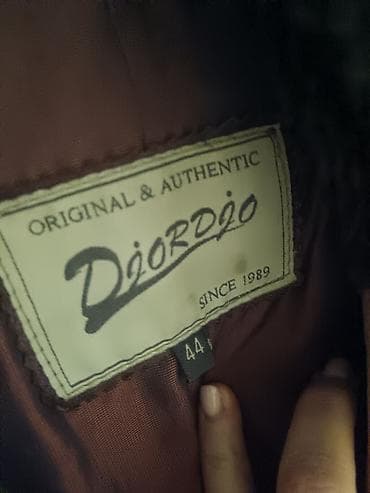 ORIGINAL & AUTHENTIC
DjORDjO
SINCE 1989
44